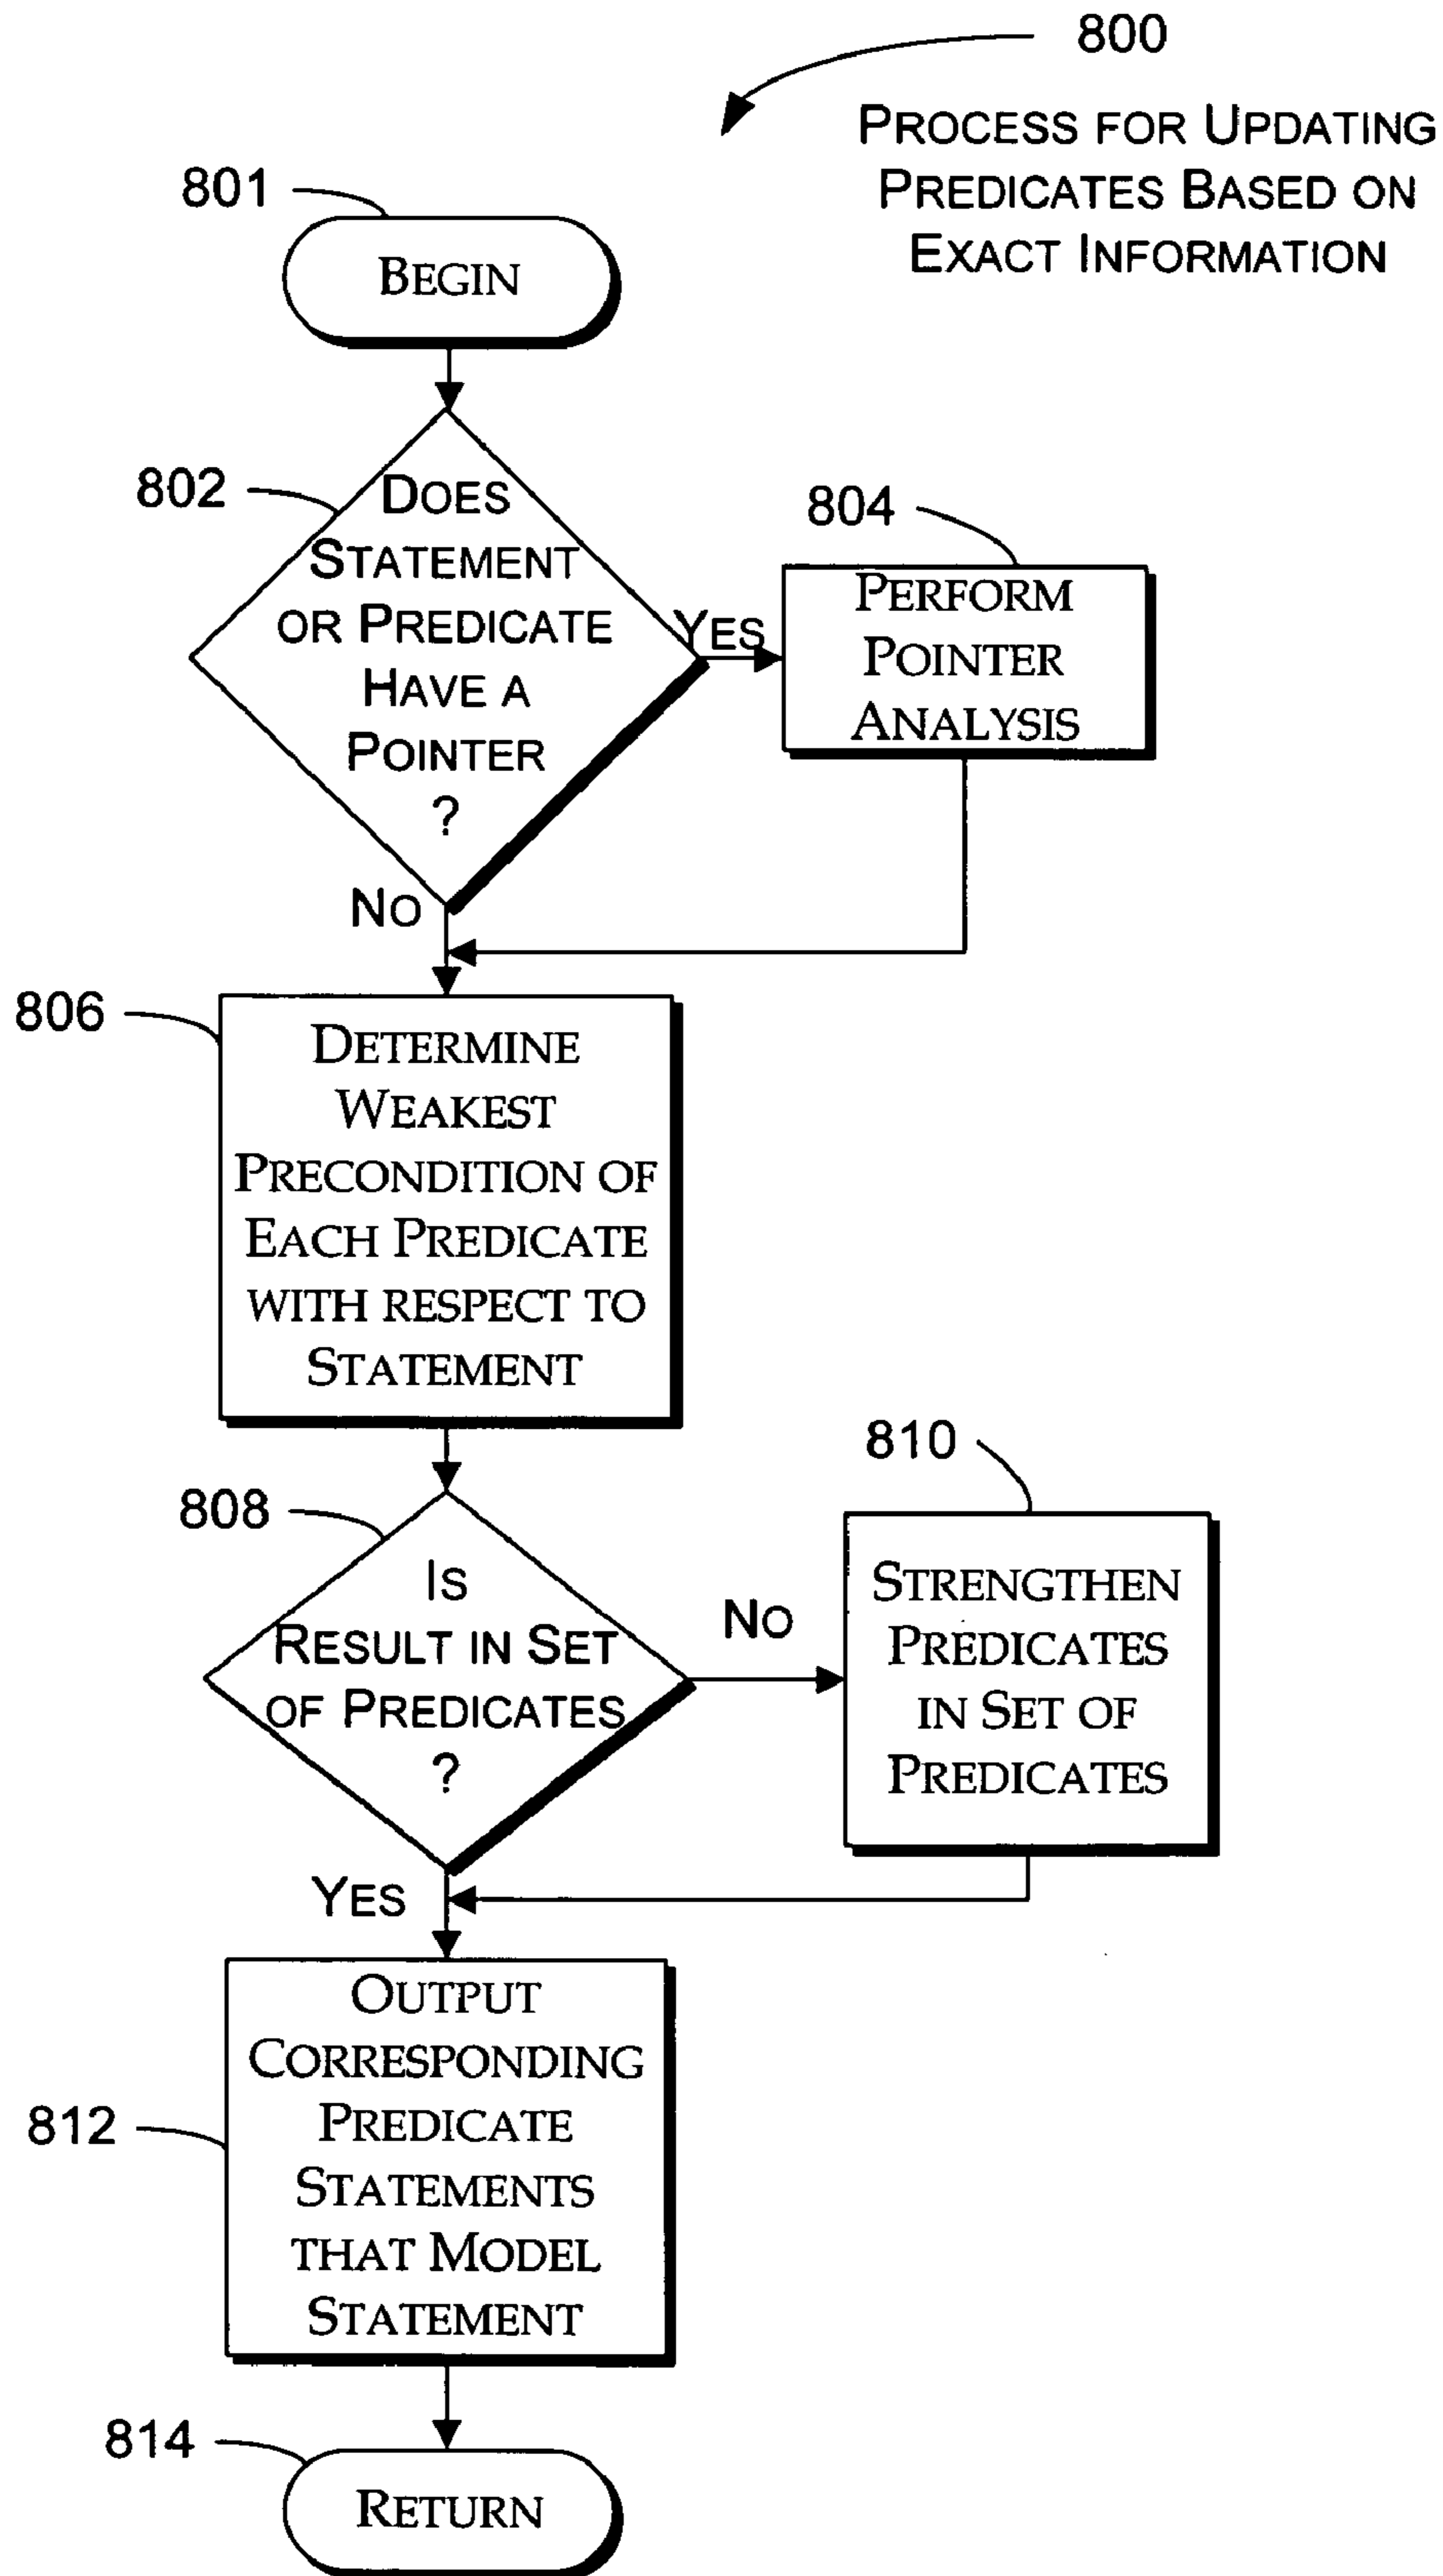 800
PROCESS FOR UPDATING
PREDICATES BASED ON
EXACT INFORMATION
801
BEGIN
802
DOES
STATEMENT
OR PREDICATE
HAVE A
POINTER
?
YES
804
PERFORM
POINTER
ANALYSIS
NO
806
DETERMINE
WEAKEST
PRECONDITION OF
EACH PREDICATE
WITH RESPECT TO
STATEMENT
808
IS
RESULT IN SET
OF PREDICATES
?
NO
810
STRENGTHEN
PREDICATES
IN SET OF
PREDICATES
YES
812
OUTPUT
CORRESPONDING
PREDICATE
STATEMENTS
THAT MODEL
STATEMENT
814
RETURN